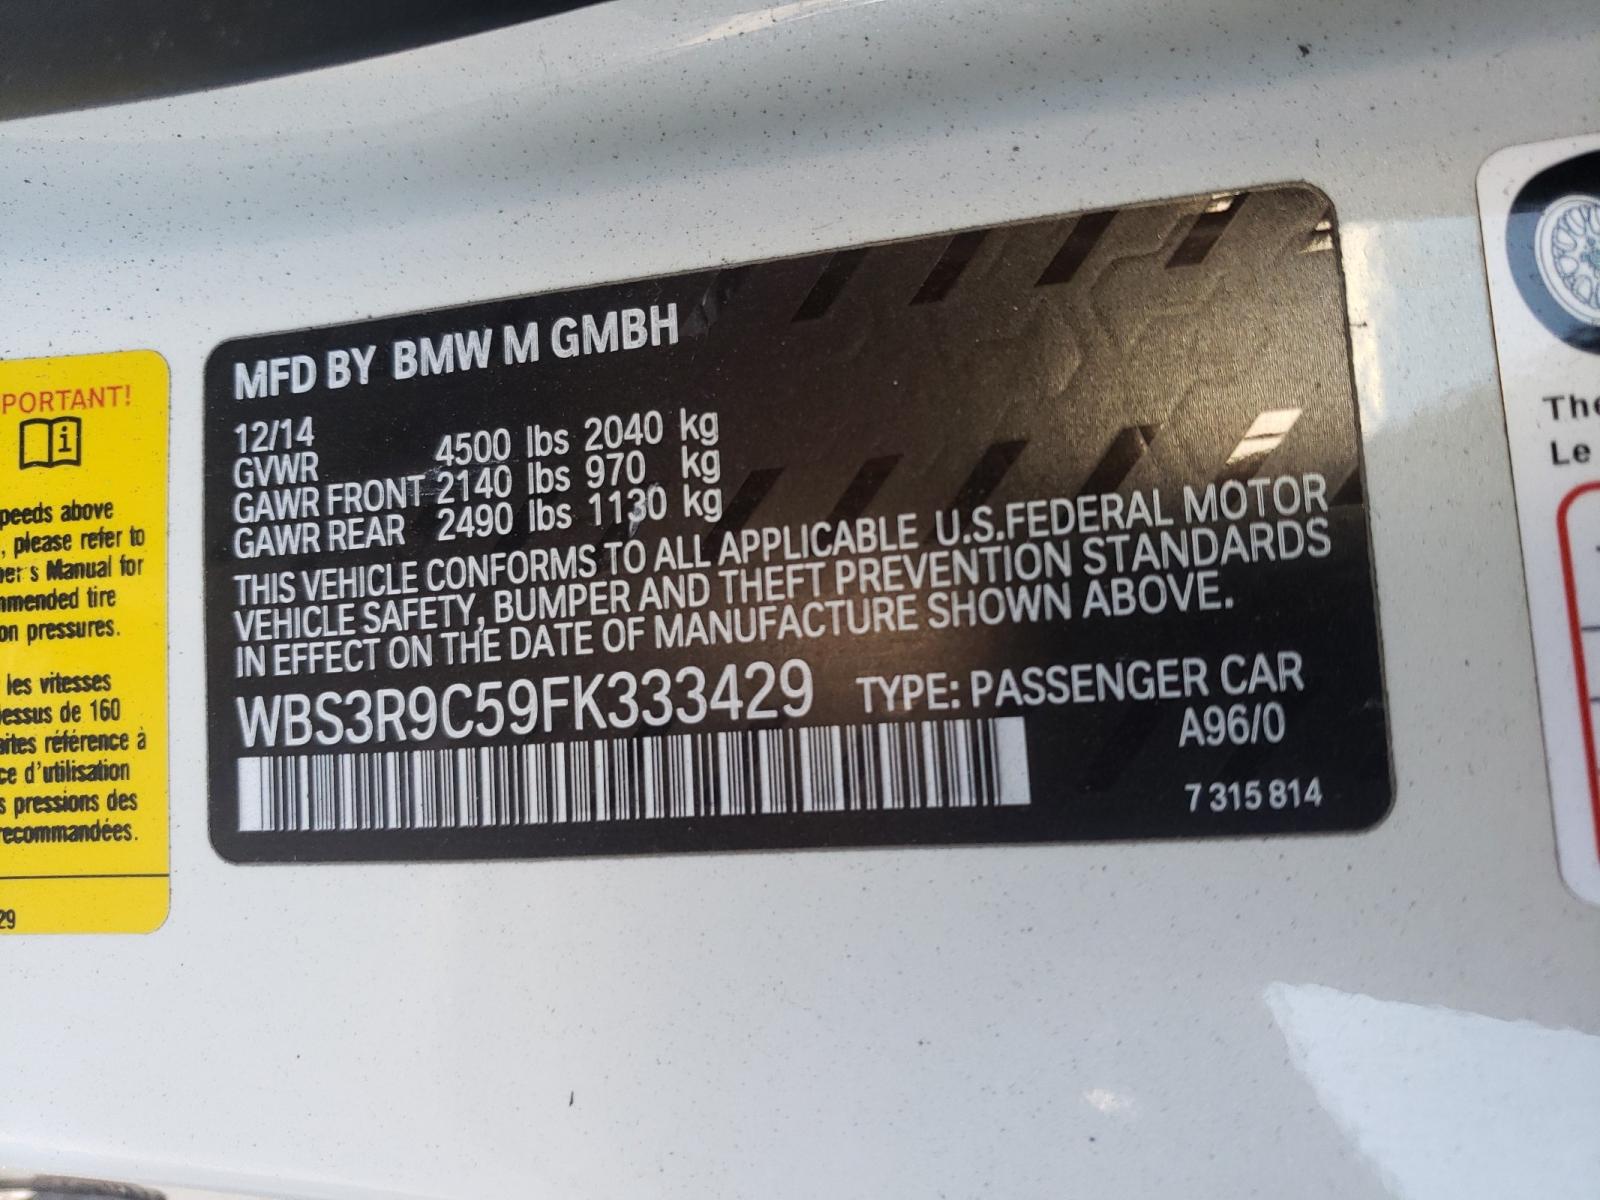 MFD BY BMW M GMBH
12/14
GVWR 4500 lbs 2040 kg
GAWR FRONT 2140 lbs 970 kg
GAWR REAR 2490 lbs 1130 kg
THIS VEHICLE CONFORMS TO ALL APPLICABLE U.S.FEDERAL MOTOR
VEHICLE SAFETY, BUMPER AND THEFT PREVENTION STANDARDS
IN EFFECT ON THE DATE OF MANUFACTURE SHOWN ABOVE.
WBS3R9C59FK333429 TYPE: PASSENGER CAR
A96/0
7 315 814
PORTANT!
peeds above
, please refer to
ner's Manual for
mmended tire
on pressures.
les vitesses
dessus de 160
aites référence à
ce d'utilisation
s pressions des
recommandées.
29
The
Le